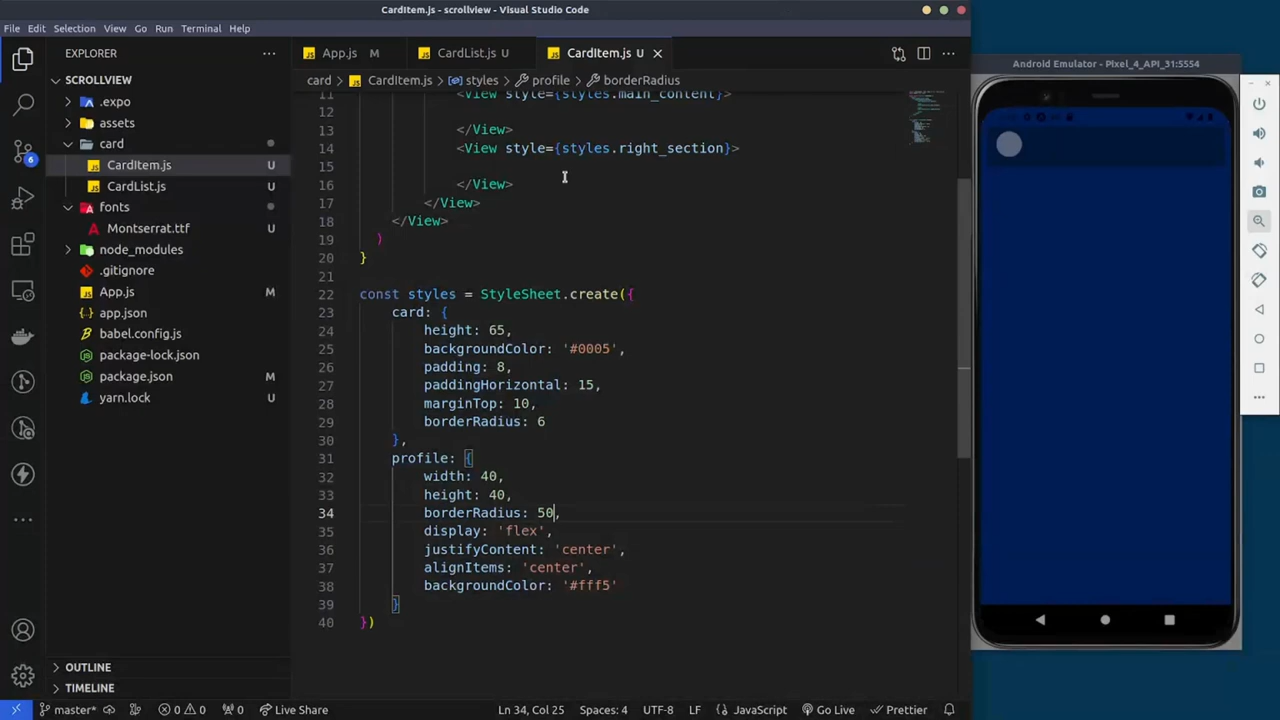 CardItem.js - scrollview - Visual Studio Code
File Edit Selection View Go Run Terminal Help
EXPLORER
SCROLLVIEW
.expo
assets
card
CardItem.js U
CardList.js U
fonts
Montserrat.ttf U
node_modules
.gitignore
App.js M
app.json
babel.config.js
package-lock.json
package.json M
yarn.lock U
OUTLINE
TIMELINE
6
App.js M
CardList.js U
CardItem.js U
card > CardItem.js > styles > profile > borderRadius
11 <View style={styles.main_content}>
12
13 </View>
14 <View style={styles.right_section}>
15
16 </View>
17 </View>
18 </View>
19 )
20 }
21
22 const styles = StyleSheet.create({
23 card: {
24 height: 65,
25 backgroundColor: '#0005',
26 padding: 8,
27 paddingHorizontal: 15,
28 marginTop: 10,
29 borderRadius: 6
30 },
31 profile: {
32 width: 40,
33 height: 40,
34 borderRadius: 50,
35 display: 'flex',
36 justifyContent: 'center',
37 alignItems: 'center',
38 backgroundColor: '#fff5'
39 }
40 })
Android Emulator - Pixel_4_API_31:5554
master* 0 0 0 Live Share Ln 34, Col 25 Spaces: 4 UTF-8 LF JavaScript Go Live Prettier